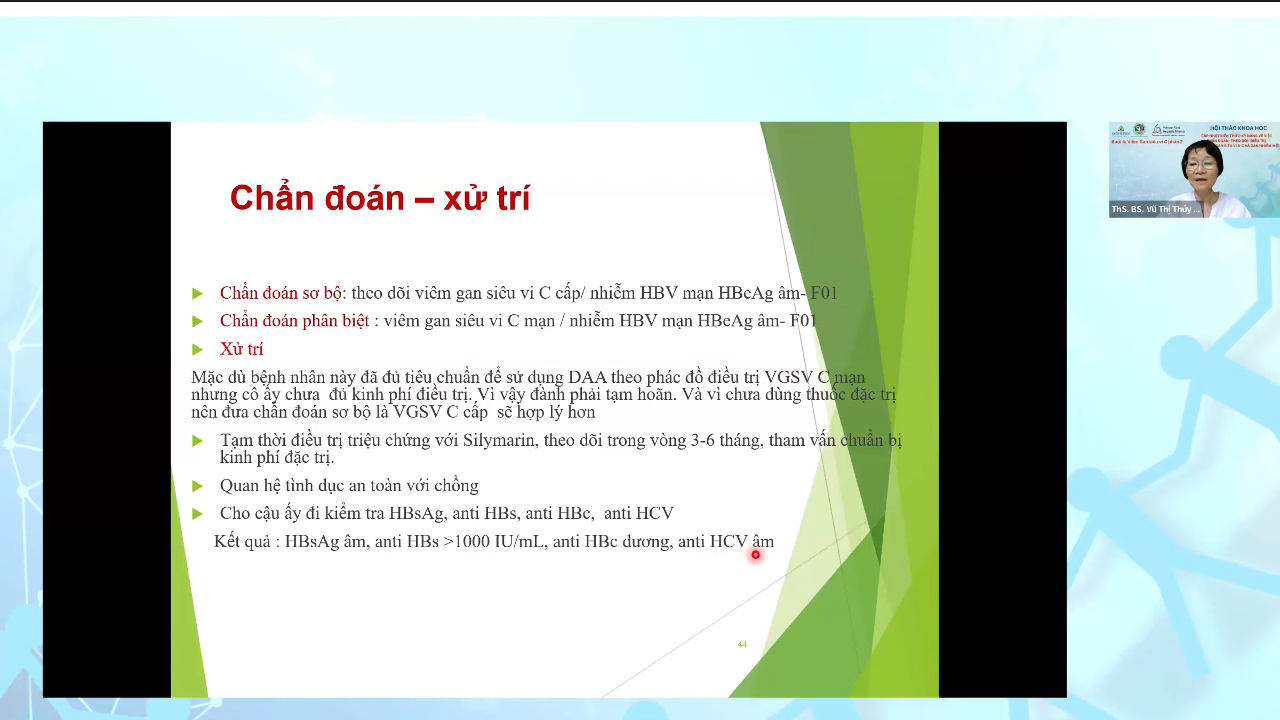 Chẩn đoán – xử trí
Chẩn đoán sơ bộ: theo dõi viêm gan siêu vi C cấp/ nhiễm HBV mạn HBeAg âm- F01
Chẩn đoán phân biệt : viêm gan siêu vi C mạn / nhiễm HBV mạn HBeAg âm- F01
Xử trí
Mặc dù bệnh nhân này đã đủ tiêu chuẩn để sử dụng DAA theo phác đồ điều trị VGSV C mạn
nhưng cô ấy chưa đủ kinh phí điều trị. Vì vậy đành phải tạm hoãn. Và vì chưa dùng thuốc đặc trị
nên đưa chẩn đoán sơ bộ là VGSV C cấp sẽ hợp lý hơn
Tạm thời điều trị triệu chứng với Silymarin, theo dõi trong vòng 3-6 tháng, tham vấn chuẩn bị
kinh phí đặc trị.
Quan hệ tình dục an toàn với chồng
Cho cậu ấy đi kiểm tra HBsAg, anti HBs, anti HBc, anti HCV
Kết quả : HBsAg âm, anti HBs >1000 IU/mL, anti HBc dương, anti HCV âm
44
HỘI THẢO KHOA HỌC
ThS. BS. Vũ Thị Thúy ...